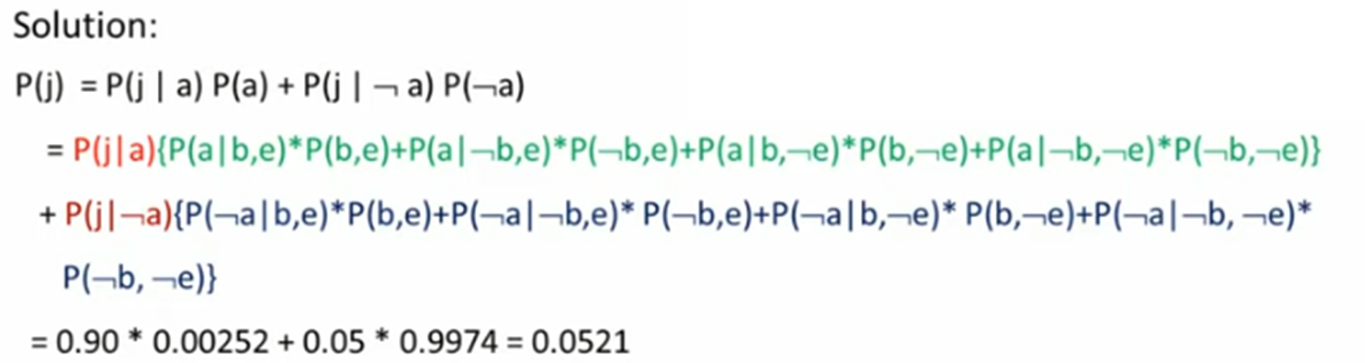 Solution:
P(j) = P(j | a) P(a) + P(j | ¬ a) P(¬a)
= P(j|a){P(a|b,e)*P(b,e)+P(a|¬b,e)*P(¬b,e)+P(a|b,¬e)*P(b,¬e)+P(a|¬b,¬e)*P(¬b,¬e)}
+ P(j|¬a){P(¬a|b,e)*P(b,e)+P(¬a|¬b,e)* P(¬b,e)+P(¬a|b,¬e)* P(b,¬e)+P(¬a|¬b, ¬e)*
P(¬b, ¬e)}
= 0.90 * 0.00252 + 0.05 * 0.9974 = 0.0521